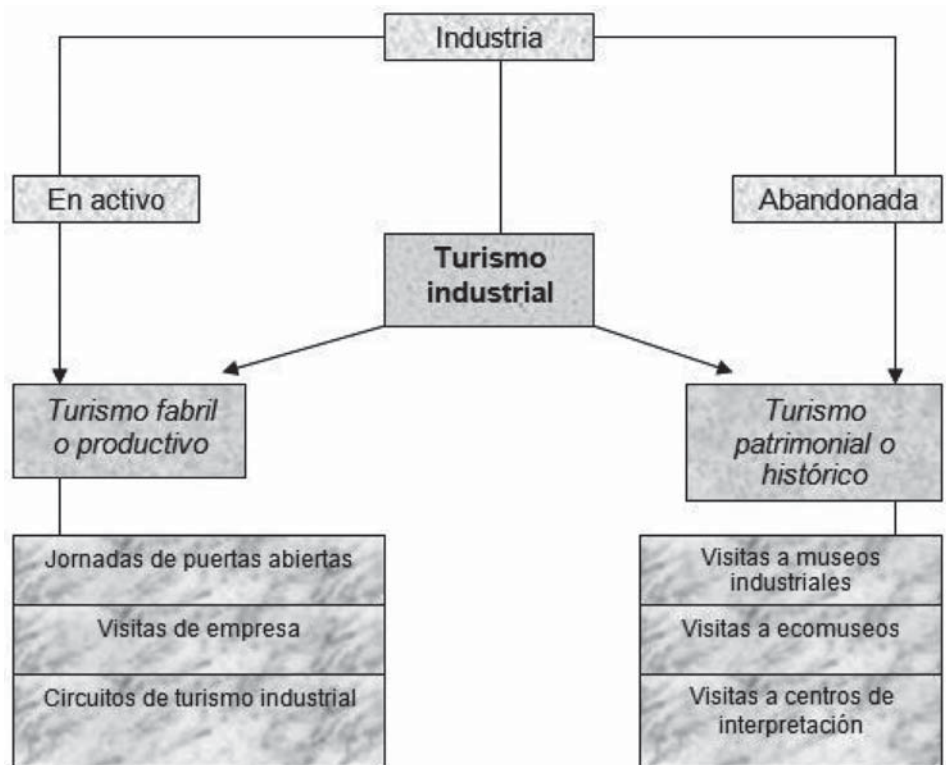 Industria
En activo
Abandonada
Turismo
industrial
Turismo fabril
o productivo
Turismo
patrimonial o
histórico
Jornadas de puertas abiertas
Visitas de empresa
Circuitos de turismo industrial
Visitas a museos
industriales
Visitas a ecomuseos
Visitas a centros de
interpretación